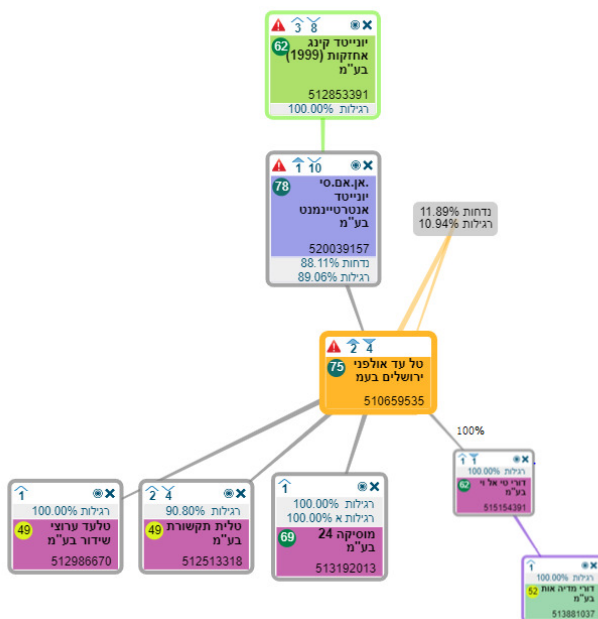 3 8
62
יונייטד קינג
אחזקות (1999)
בע"מ
512853391
רגילות 100.00%
1 10
78
.אן.אם.סי
יונייטד
אנטרטיינמנט
בע"מ
520039157
נדחות 88.11%
רגילות 89.06%
נדחות 11.89%
רגילות 10.94%
2 4
75
טל עד אולפני
ירושלים בעמ
510659535
100%
1
רגילות 100.00%
49
טלעד ערוצי
שידור בע"מ
512986670
2 4
רגילות 90.80%
49
טלית תקשורת
בע"מ
512513318
1
רגילות 100.00%
רגילות א 100.00%
69
מוסיקה 24
בע"מ
513192013
1 1
רגילות 100.00%
62
דורי טי אל וי
בע"מ
515154391
1
רגילות 100.00%
52
דורי מדיה אות
בע"מ
513881037